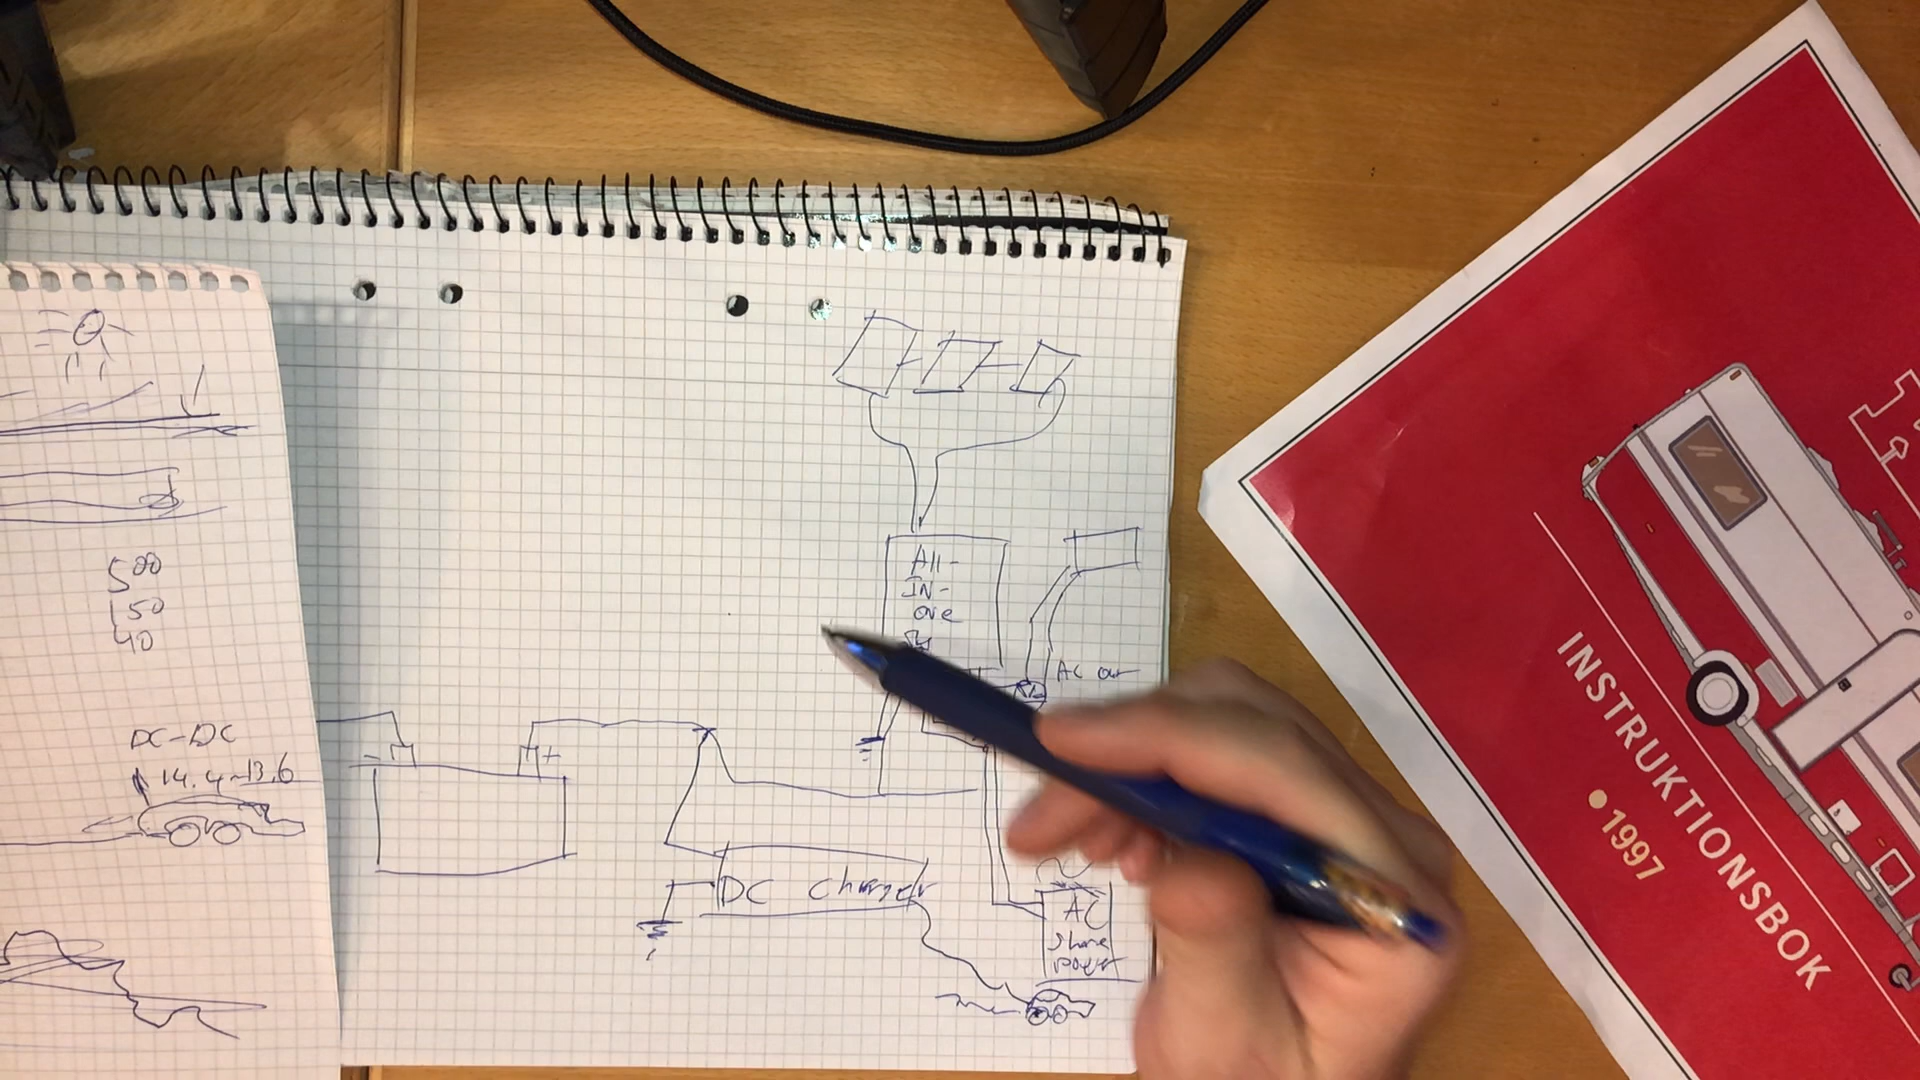 500
150
40
DC-DC
14.4-13.6
All-
IN-
one
AC out
-
+
DC Charger
AC
shore
power
INSTRUKTIONSBOK
• 1997